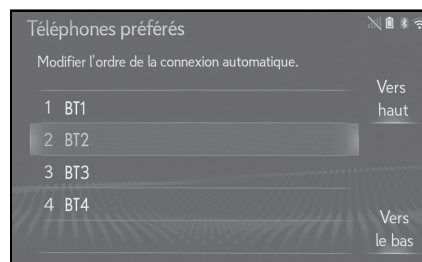 Téléphones préférés
Modifier l'ordre de la connexion automatique.
Vers
haut
1 BT1
2 BT2
3 BT3
4 BT4
Vers
le bas